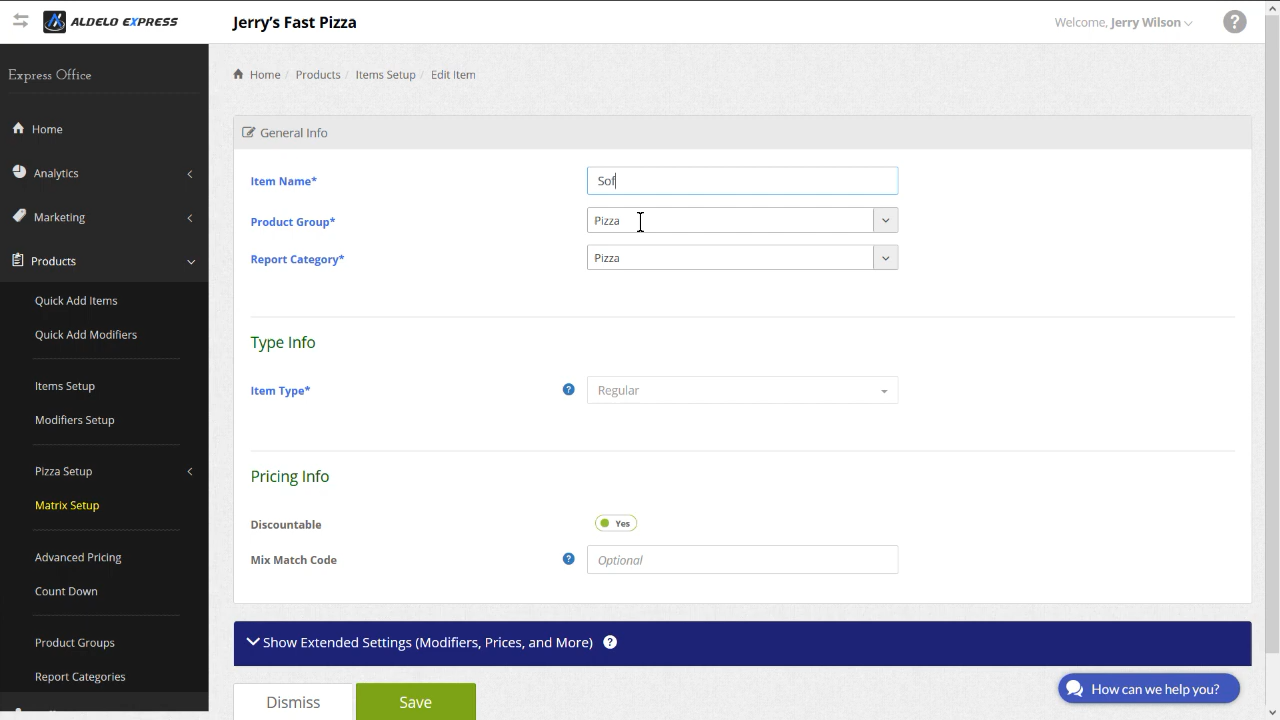 ALDELO EXPRESS
Jerry's Fast Pizza
Welcome, Jerry Wilson
?
Express Office
Home / Products / Items Setup / Edit Item
Home
Analytics
Marketing
Products
Quick Add Items
Quick Add Modifiers
Items Setup
Modifiers Setup
Pizza Setup
Matrix Setup
Advanced Pricing
Count Down
Product Groups
Report Categories
General Info
Item Name* Sof
Product Group* Pizza
Report Category* Pizza
Type Info
Item Type* ? Regular
Pricing Info
Discountable Yes
Mix Match Code ? Optional
Show Extended Settings (Modifiers, Prices, and More) ?
Dismiss Save
How can we help you?